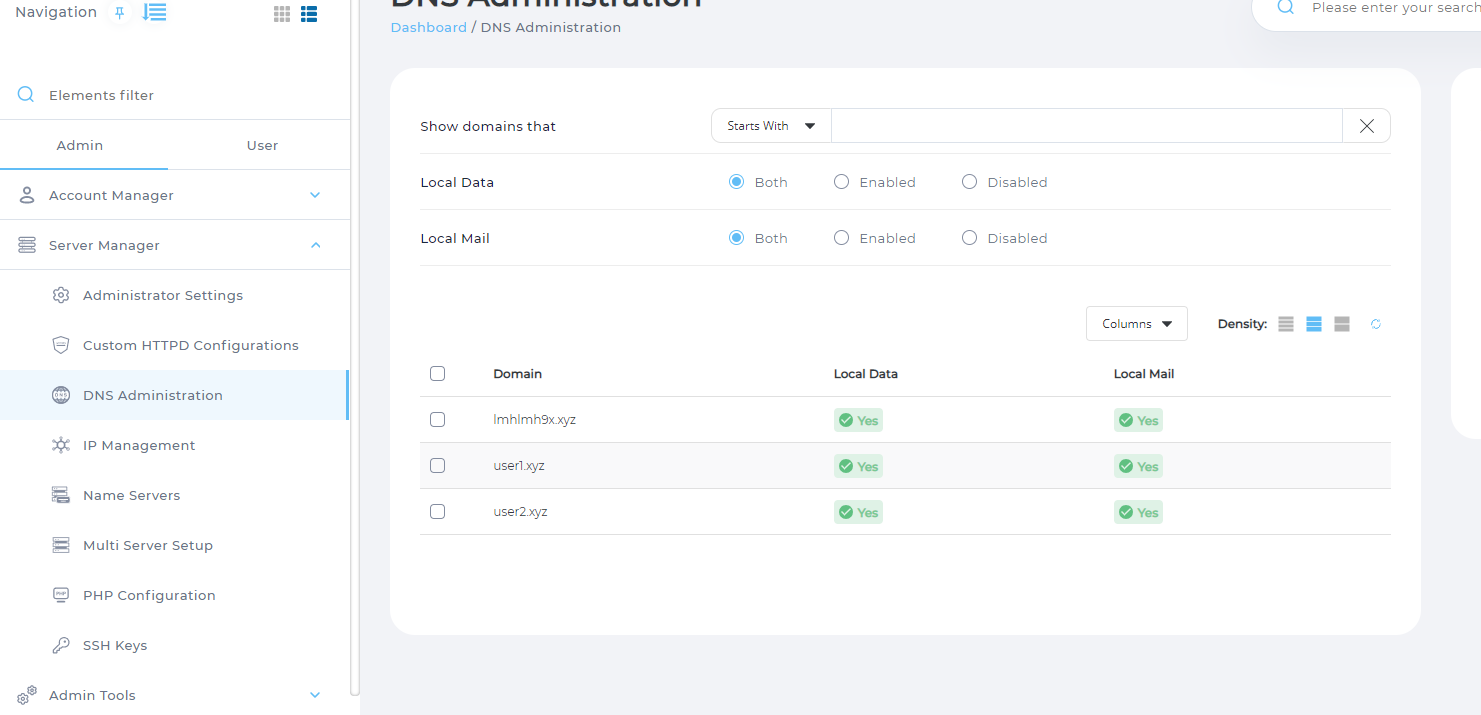 Navigation
Elements filter
Admin User
Account Manager
Server Manager
Administrator Settings
Custom HTTPD Configurations
DNS Administration
IP Management
Name Servers
Multi Server Setup
PHP Configuration
SSH Keys
Admin Tools
DNS Administration
Dashboard / DNS Administration
Please enter your search
Show domains that Starts With
Local Data Both Enabled Disabled
Local Mail Both Enabled Disabled
Columns Density:
Domain Local Data Local Mail
lmhlmh9x.xyz Yes Yes
user1.xyz Yes Yes
user2.xyz Yes Yes